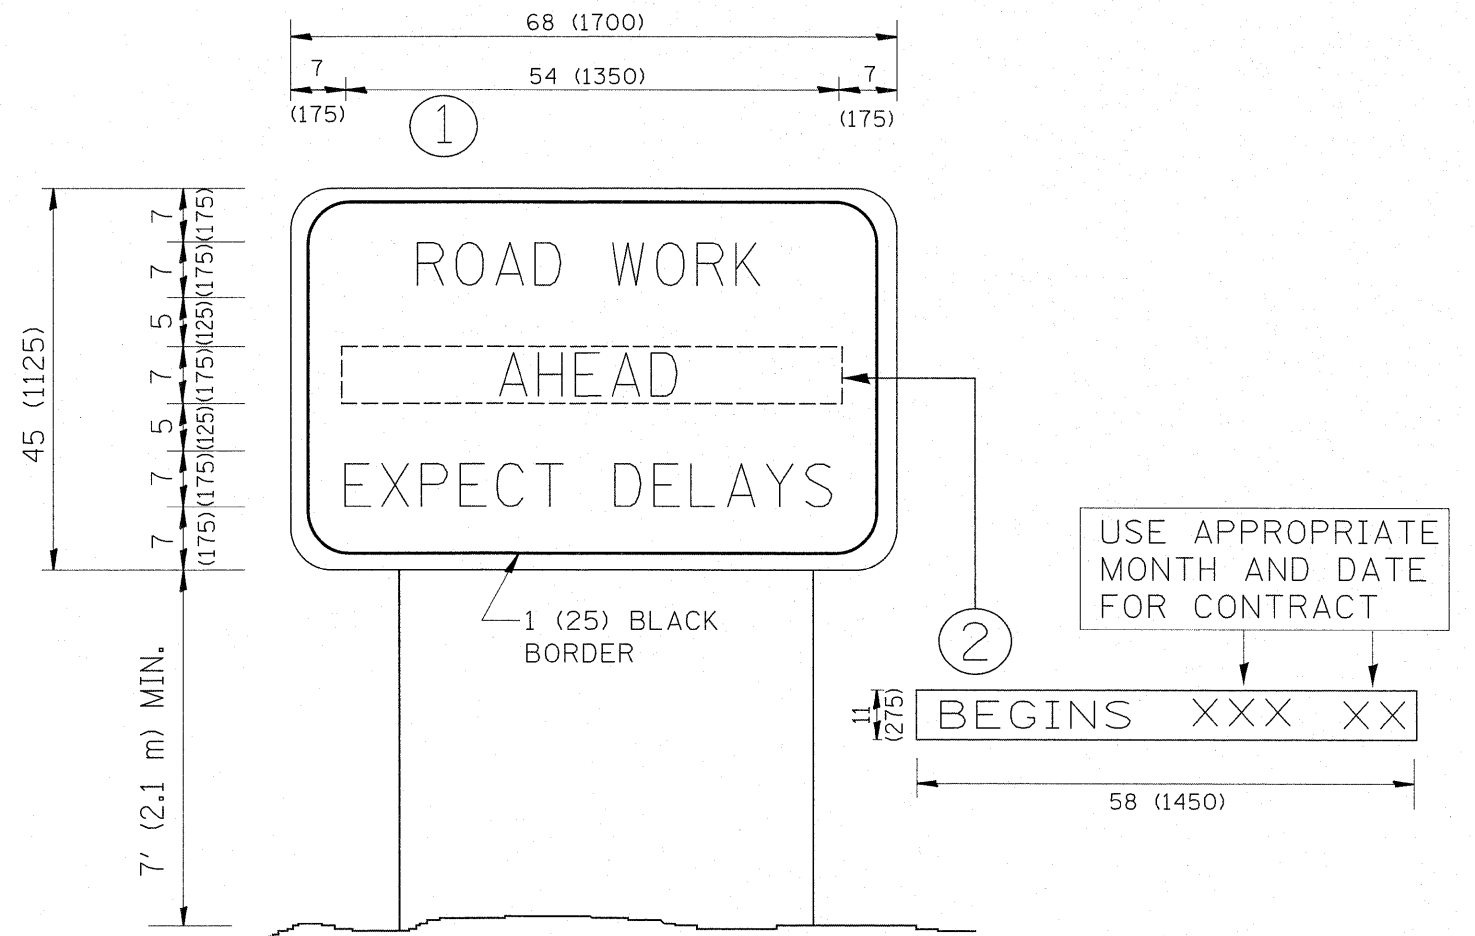 68 (1700)
7
54 (1350)
7
(175)
(175)
1
45 (1125)
7
(175)
7
(175)
5
(125)
7
(175)
5
(125)
7
(175)
7
(175)
ROAD WORK
AHEAD
EXPECT DELAYS
1 (25) BLACK
BORDER
7' (2.1 m) MIN.
2
USE APPROPRIATE
MONTH AND DATE
FOR CONTRACT
11
(275)
BEGINS XXX XX
58 (1450)